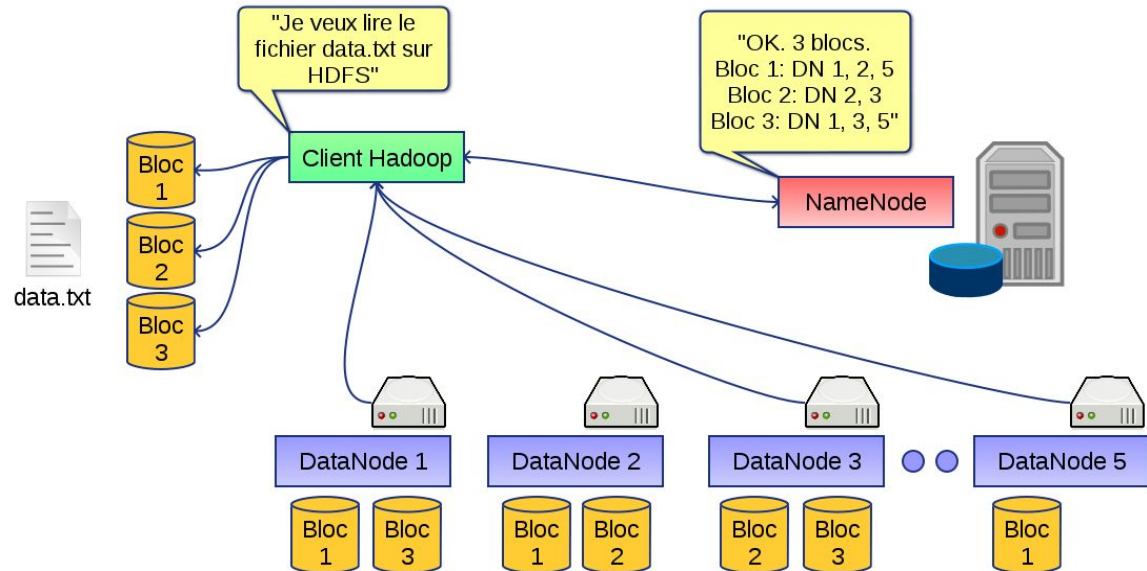 "Je veux lire le
fichier data.txt sur
HDFS"
"OK. 3 blocs.
Bloc 1: DN 1, 2, 5
Bloc 2: DN 2, 3
Bloc 3: DN 1, 3, 5"
Client Hadoop
NameNode
Bloc
1
Bloc
2
Bloc
3
data.txt
DataNode 1
DataNode 2
DataNode 3
DataNode 5
Bloc
1
Bloc
3
Bloc
1
Bloc
2
Bloc
2
Bloc
3
Bloc
1